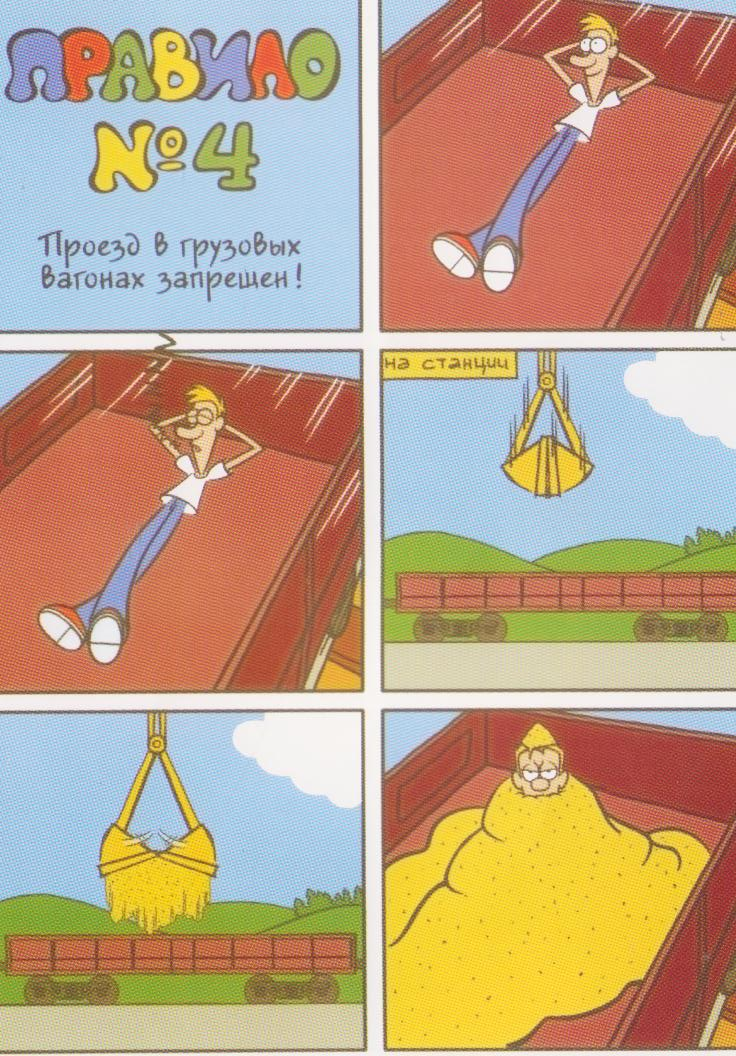 ПРАВИЛО
№4
Проезд в грузовых
вагонах запрещен!
на станции